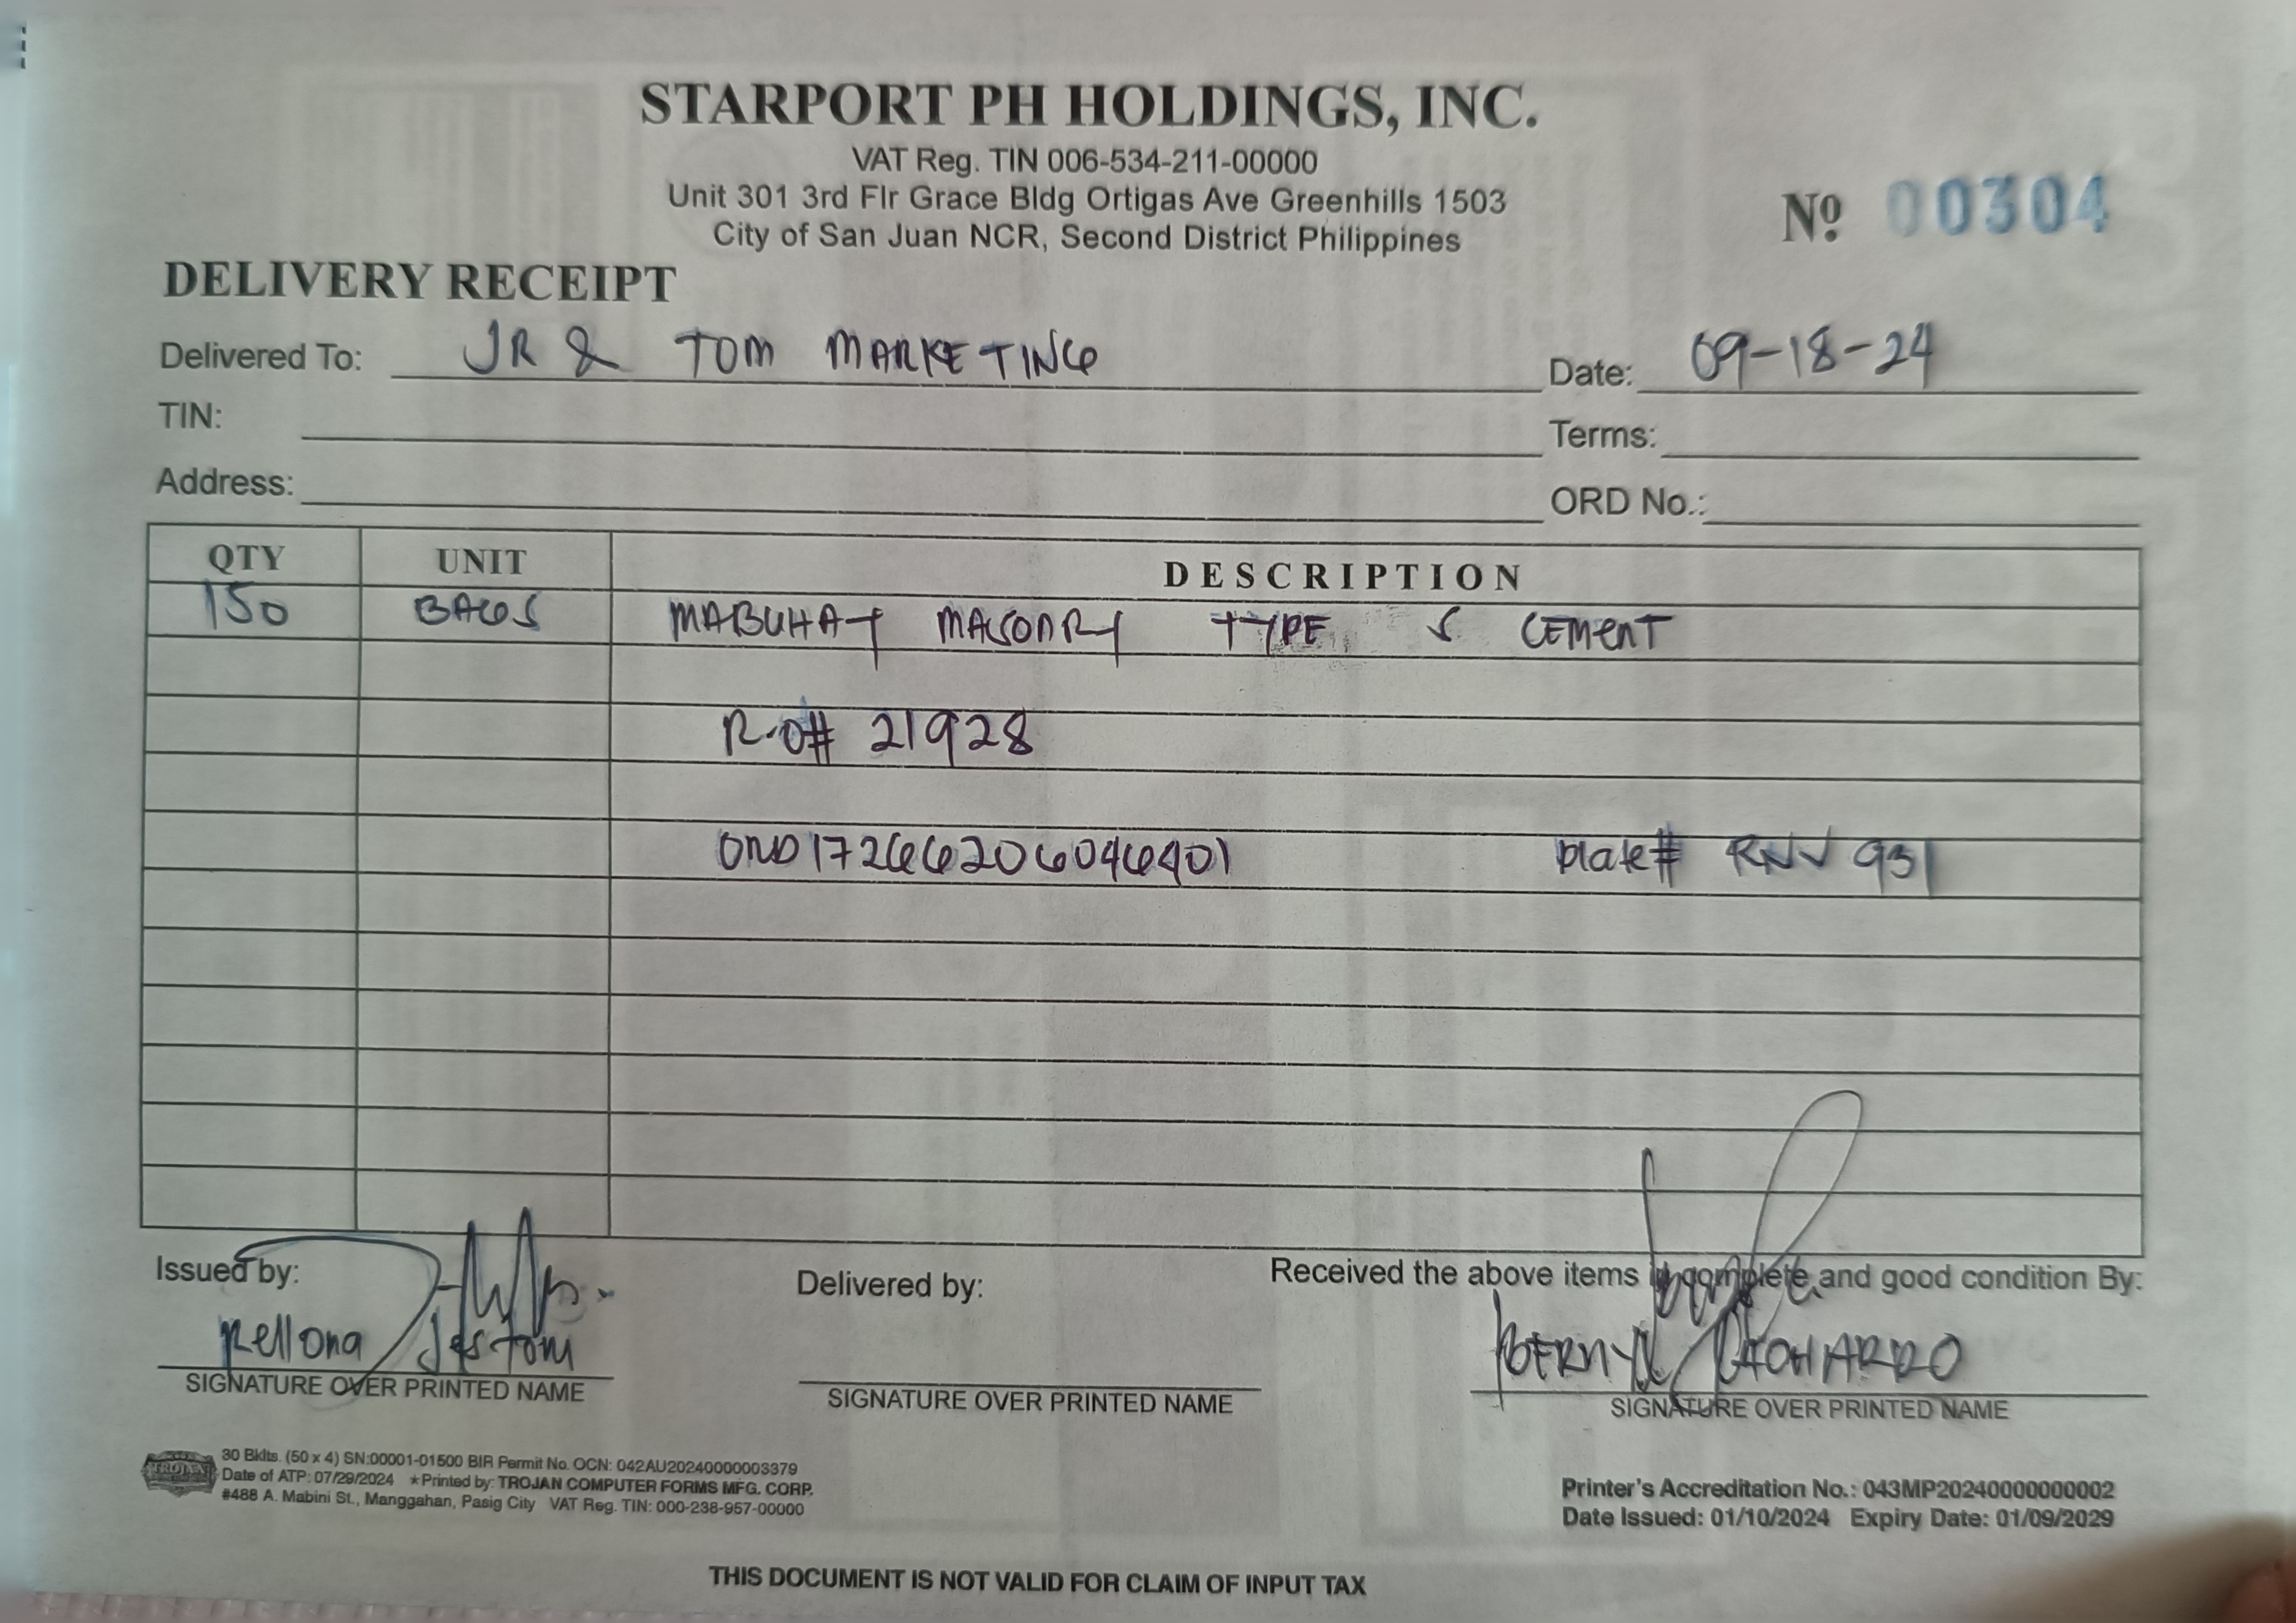 STARPORT PH HOLDINGS, INC.
VAT Reg. TIN 006-534-211-00000
Unit 301 3rd Flr Grace Bldg Ortigas Ave Greenhills 1503
City of San Juan NCR, Second District Philippines
Nº 00304
DELIVERY RECEIPT
Delivered To: JR & TOM MARKETING
Date: 09-18-24
TIN:
Terms:
Address:
ORD No.:
QTY UNIT DESCRIPTION
150 BAGS MABUHAY MASONRY TYPE S CEMENT
R.O# 21928
ORD17266206046401 Plate# RNV 931
Issued by:
Delivered by:
Received the above items in complete and good condition By:
Rellona Jestom
SIGNATURE OVER PRINTED NAME
SIGNATURE OVER PRINTED NAME
SIGNATURE OVER PRINTED NAME
TROJAN
30 Bklts. (50 x 4) SN:00001-01500 BIR Permit No. OCN: 042AU20240000003379
Date of ATP: 07/29/2024 ★Printed by: TROJAN COMPUTER FORMS MFG. CORP.
#488 A. Mabini St., Manggahan, Pasig City VAT Reg. TIN: 000-238-957-00000
Printer's Accreditation No.: 043MP20240000000002
Date Issued: 01/10/2024 Expiry Date: 01/09/2029
THIS DOCUMENT IS NOT VALID FOR CLAIM OF INPUT TAX